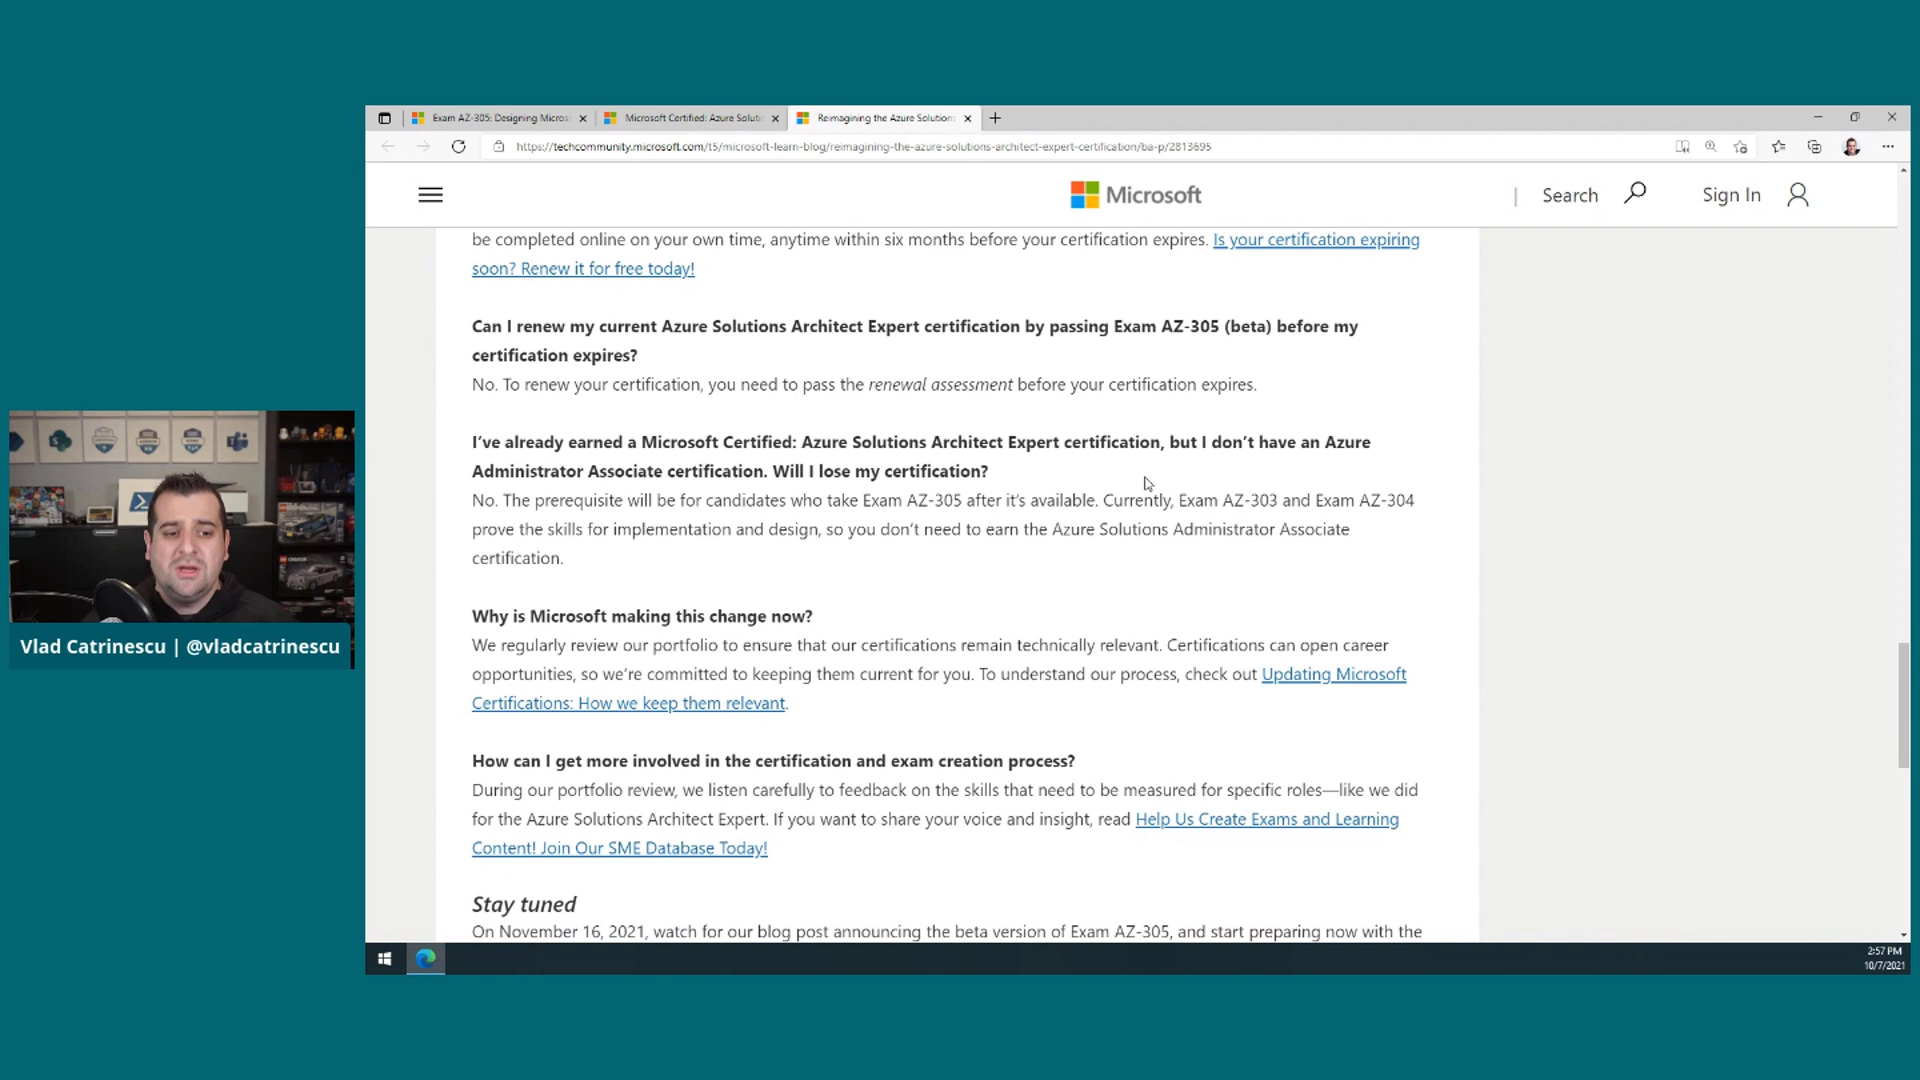 Exam AZ-305: Designing Micros
Microsoft Certified: Azure Soluti
Reimagining the Azure Solutions
https://techcommunity.microsoft.com/t5/microsoft-learn-blog/reimagining-the-azure-solutions-architect-expert-certification/ba-p/2813695
Microsoft
| Search
Sign In
be completed online on your own time, anytime within six months before your certification expires. Is your certification expiring
soon? Renew it for free today!
Can I renew my current Azure Solutions Architect Expert certification by passing Exam AZ-305 (beta) before my
certification expires?
No. To renew your certification, you need to pass the renewal assessment before your certification expires.
I've already earned a Microsoft Certified: Azure Solutions Architect Expert certification, but I don't have an Azure
Administrator Associate certification. Will I lose my certification?
No. The prerequisite will be for candidates who take Exam AZ-305 after it's available. Currently, Exam AZ-303 and Exam AZ-304
prove the skills for implementation and design, so you don't need to earn the Azure Solutions Administrator Associate
certification.
Why is Microsoft making this change now?
We regularly review our portfolio to ensure that our certifications remain technically relevant. Certifications can open career
opportunities, so we're committed to keeping them current for you. To understand our process, check out Updating Microsoft
Certifications: How we keep them relevant.
How can I get more involved in the certification and exam creation process?
During our portfolio review, we listen carefully to feedback on the skills that need to be measured for specific roles—like we did
for the Azure Solutions Architect Expert. If you want to share your voice and insight, read Help Us Create Exams and Learning
Content! Join Our SME Database Today!
Stay tuned
On November 16, 2021, watch for our blog post announcing the beta version of Exam AZ-305, and start preparing now with the
Vlad Catrinescu | @vladcatrinescu
2:57 PM
10/7/2021